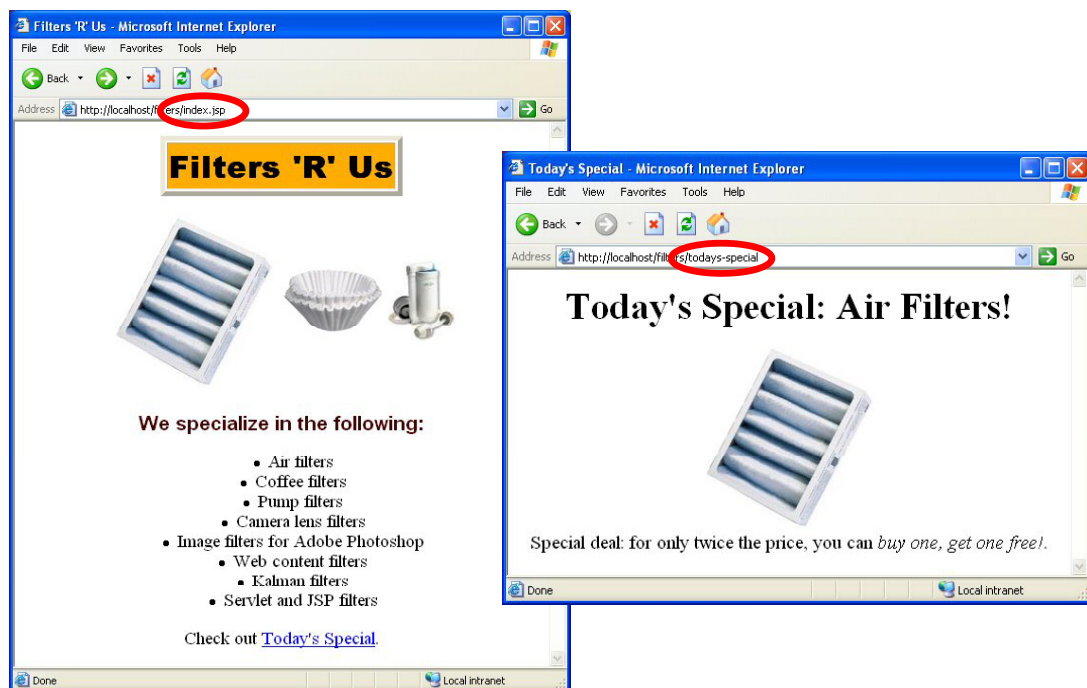 Filters 'R' Us - Microsoft Internet Explorer
File Edit View Favorites Tools Help
Back
Address http://localhost/filters/index.jsp Go
Filters 'R' Us
We specialize in the following:
• Air filters
• Coffee filters
• Pump filters
• Camera lens filters
• Image filters for Adobe Photoshop
• Web content filters
• Kalman filters
• Servlet and JSP filters
Check out Today's Special.
Done Local intranet
Today's Special - Microsoft Internet Explorer
File Edit View Favorites Tools Help
Back
Address http://localhost/filters/todays-special Go
Today's Special: Air Filters!
Special deal: for only twice the price, you can buy one, get one free!.
Done Local intranet